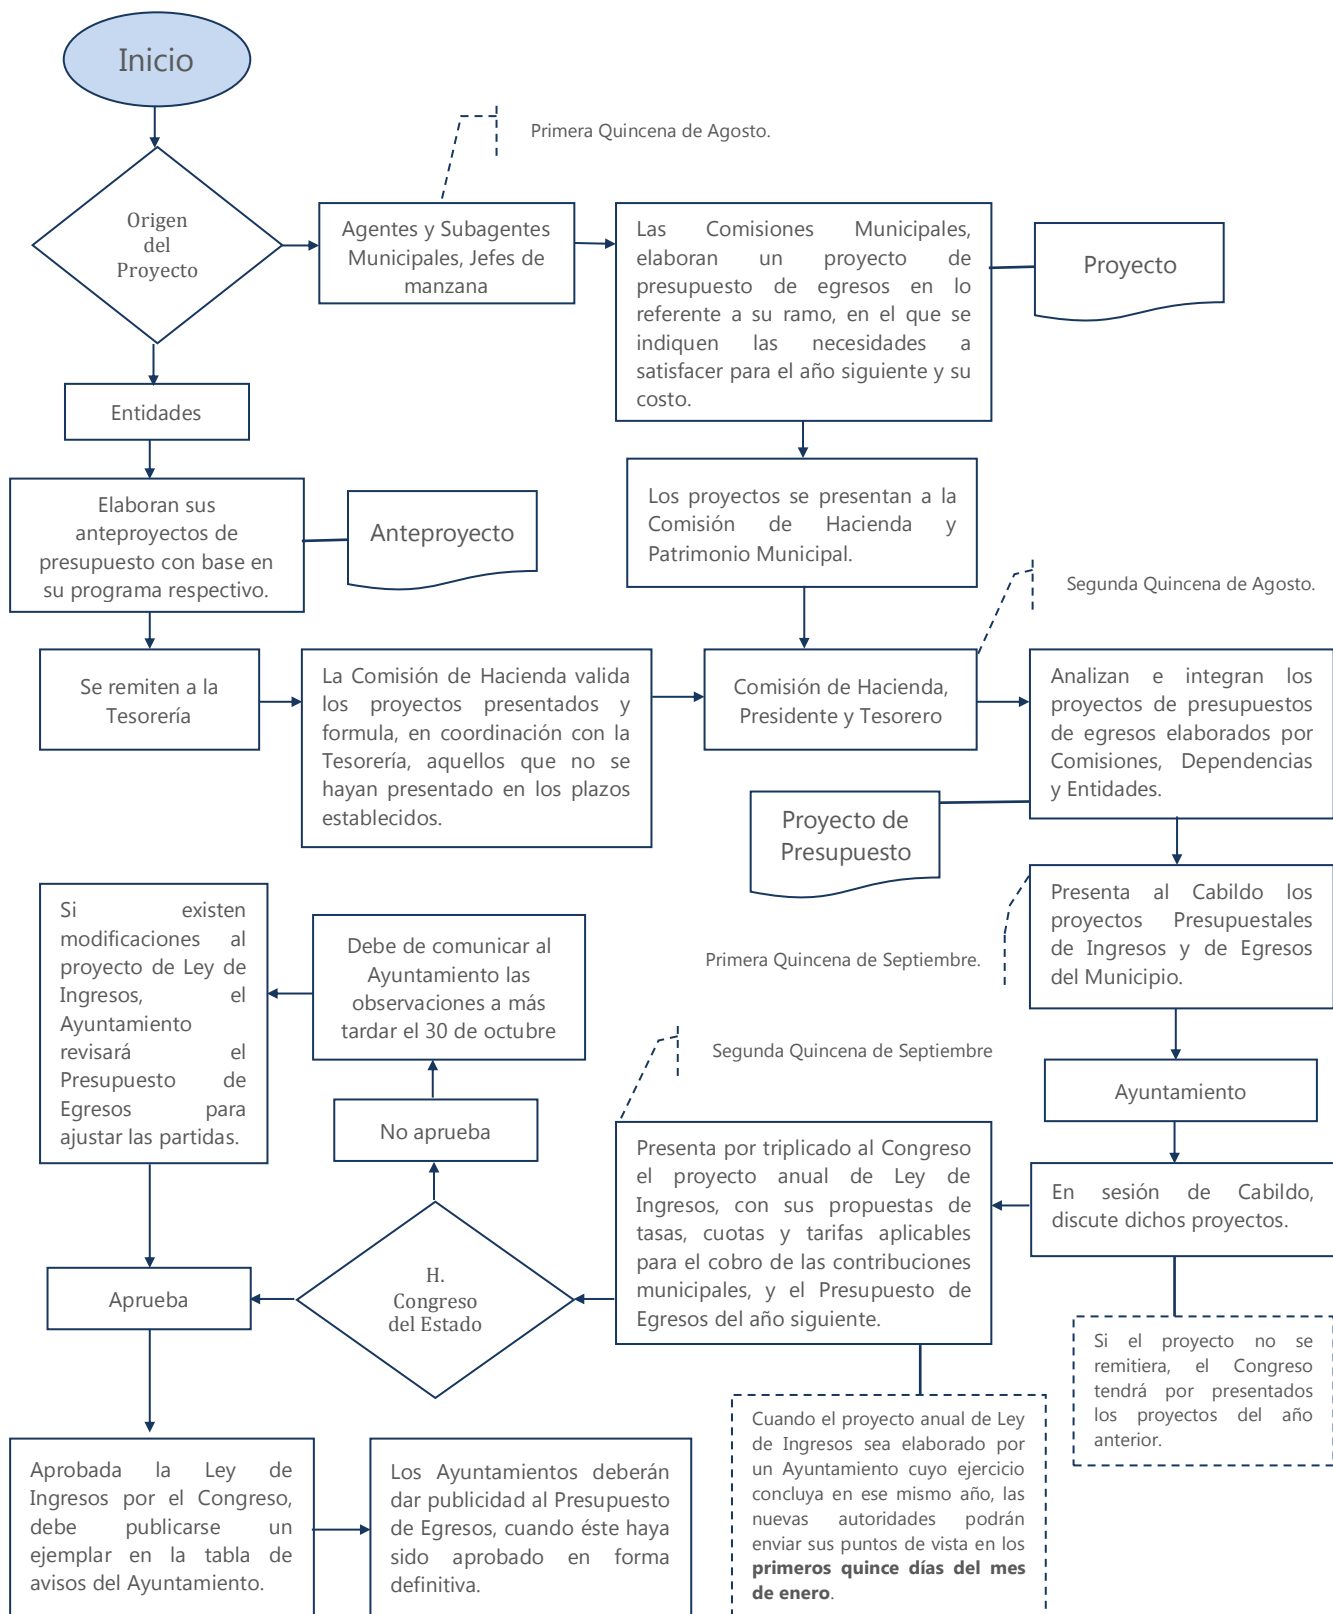 Inicio
Primera Quincena de Agosto.
Origen
del
Proyecto
Agentes y Subagentes
Municipales, Jefes de
manzana
Las Comisiones Municipales,
elaboran un proyecto de
presupuesto de egresos en lo
referente a su ramo, en el que se
indiquen las necesidades a
satisfacer para el año siguiente y su
costo.
Proyecto
Entidades
Elaboran sus
anteproyectos de
presupuesto con base en
su programa respectivo.
Anteproyecto
Los proyectos se presentan a la
Comisión de Hacienda y
Patrimonio Municipal.
Segunda Quincena de Agosto.
Se remiten a la
Tesorería
La Comisión de Hacienda valida
los proyectos presentados y
formula, en coordinación con la
Tesorería, aquellos que no se
hayan presentado en los plazos
establecidos.
Comisión de Hacienda,
Presidente y Tesorero
Analizan e integran los
proyectos de presupuestos
de egresos elaborados por
Comisiones, Dependencias
y Entidades.
Proyecto de
Presupuesto
Presenta al Cabildo los
proyectos Presupuestales
de Ingresos y de Egresos
del Municipio.
Primera Quincena de Septiembre.
Si existen
modificaciones al
proyecto de Ley de
Ingresos, el
Ayuntamiento
revisará el
Presupuesto de
Egresos para
ajustar las partidas.
Debe de comunicar al
Ayuntamiento las
observaciones a más
tardar el 30 de octubre
Segunda Quincena de Septiembre
Ayuntamiento
No aprueba
Presenta por triplicado al Congreso
el proyecto anual de Ley de
Ingresos, con sus propuestas de
tasas, cuotas y tarifas aplicables
para el cobro de las contribuciones
municipales, y el Presupuesto de
Egresos del año siguiente.
En sesión de Cabildo,
discute dichos proyectos.
Aprueba
H.
Congreso
del Estado
Si el proyecto no se
remitiera, el Congreso
tendrá por presentados
los proyectos del año
anterior.
Cuando el proyecto anual de Ley
de Ingresos sea elaborado por
un Ayuntamiento cuyo ejercicio
concluya en ese mismo año, las
nuevas autoridades podrán
enviar sus puntos de vista en los
primeros quince días del mes
de enero.
Aprobada la Ley de
Ingresos por el Congreso,
debe publicarse un
ejemplar en la tabla de
avisos del Ayuntamiento.
Los Ayuntamientos deberán
dar publicidad al Presupuesto
de Egresos, cuando éste haya
sido aprobado en forma
definitiva.